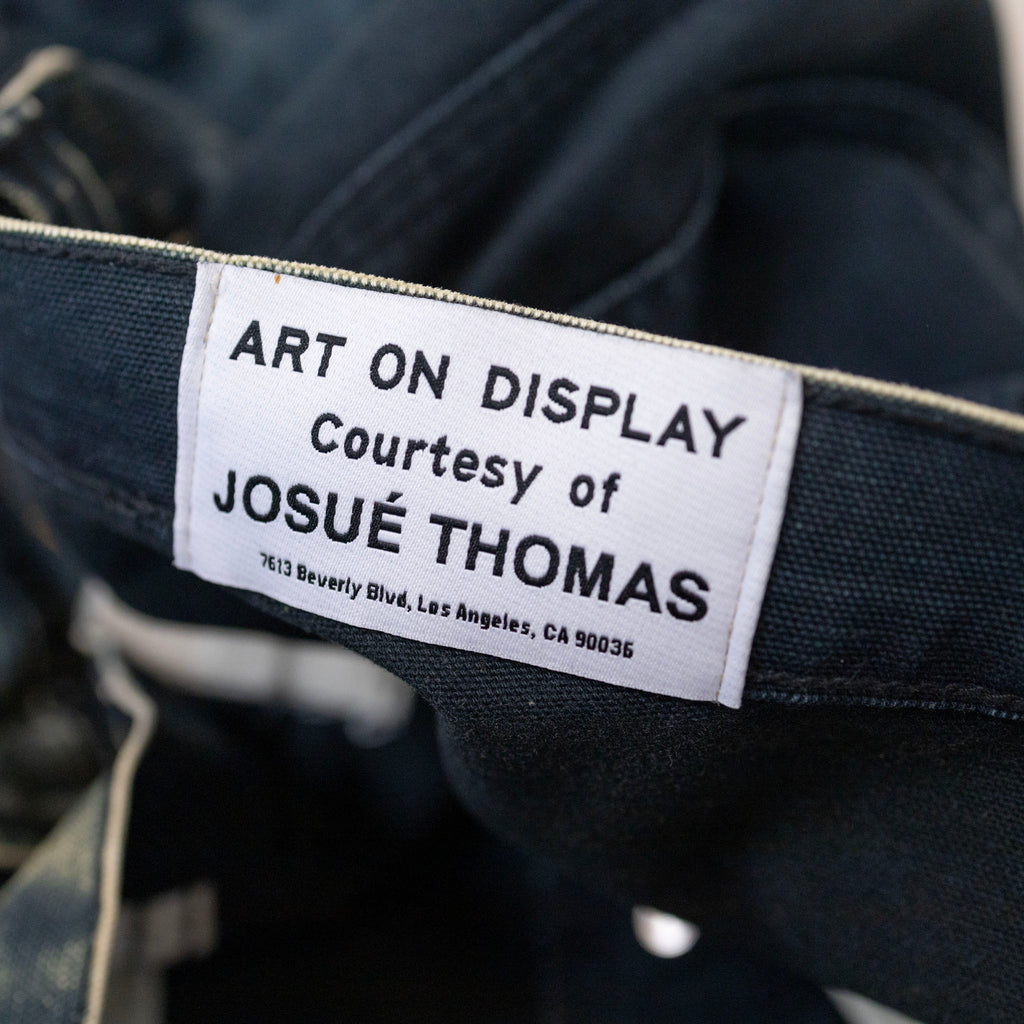 ART ON DISPLAY
Courtesy of
JOSUÉ THOMAS
7613 Beverly Blvd, Los Angeles, CA 90036